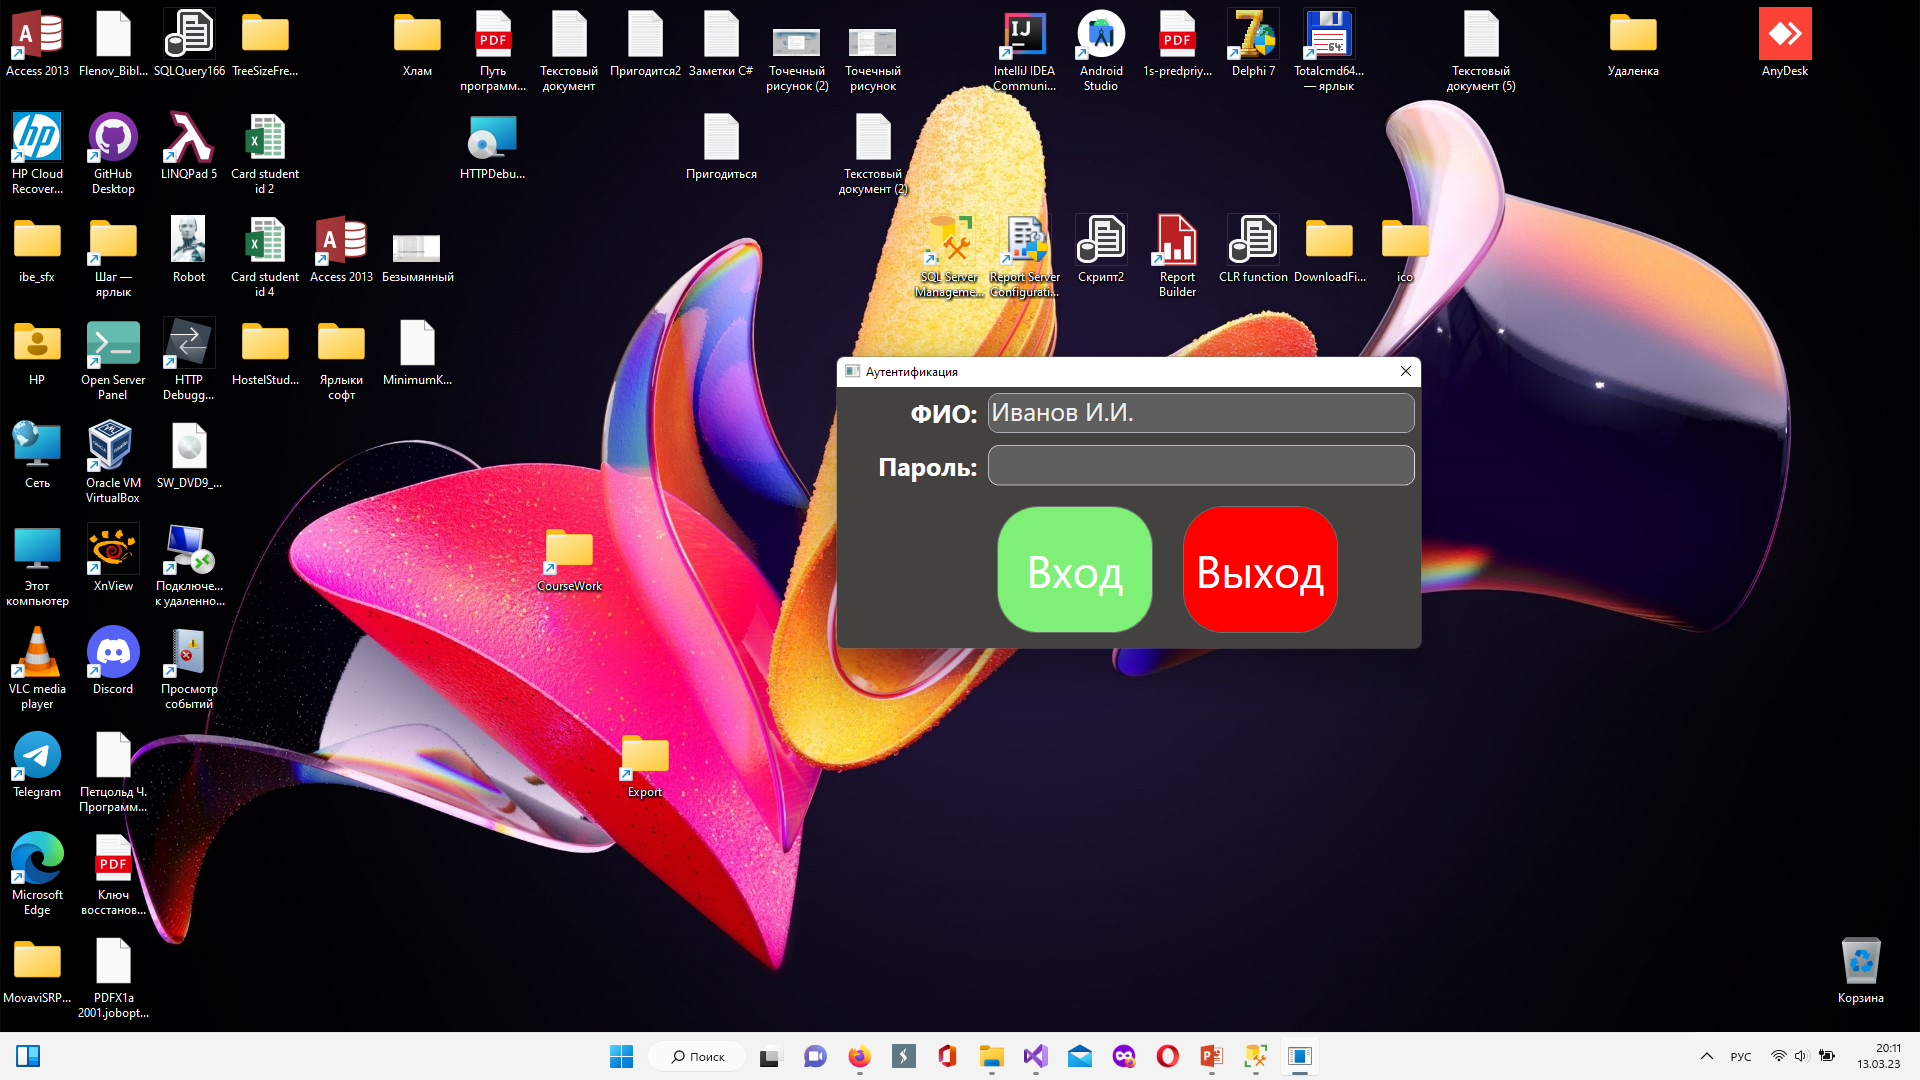 Access 2013
Flenov_Bibl...
SQLQuery166
TreeSizeFre...
Хлам
PDF
Путь
программ...
Текстовый
документ
Пригодится2
Заметки C#
Точечный
рисунок (2)
Точечный
рисунок
IntelliJ IDEA
Communi...
Android
Studio
PDF
1s-predpriy...
Delphi 7
64
Totalcmd64...
— ярлык
Текстовый
документ (5)
Удаленка
AnyDesk
HP Cloud
Recover...
GitHub
Desktop
LINQPad 5
Card student
id 2
HTTPDebu...
Пригодиться
Текстовый
документ (2)
ibe_sfx
Шаг —
ярлык
Robot
Card student
id 4
Access 2013
Безымянный
SQL Server
Manageme...
Report Server
Configurati...
Скрипт2
Report
Builder
CLR function
DownloadFi...
ico
HP
Open Server
Panel
HTTP
Debugg...
HostelStud...
Ярлыки
софт
MinimumK...
Аутентификация
ФИО:
Иванов И.И.
Пароль:
Вход
Выход
Сеть
Oracle VM
VirtualBox
SW_DVD9_...
Этот
компьютер
XnView
Подключе...
к удаленно...
CourseWork
VLC media
player
Discord
Просмотр
событий
Telegram
Петцольд Ч.
Программ...
Export
Microsoft
Edge
PDF
Ключ
восстанов...
MovaviSRP...
PDFX1a
2001.jobopt...
Корзина
Поиск
РУС
20:11
13.03.23